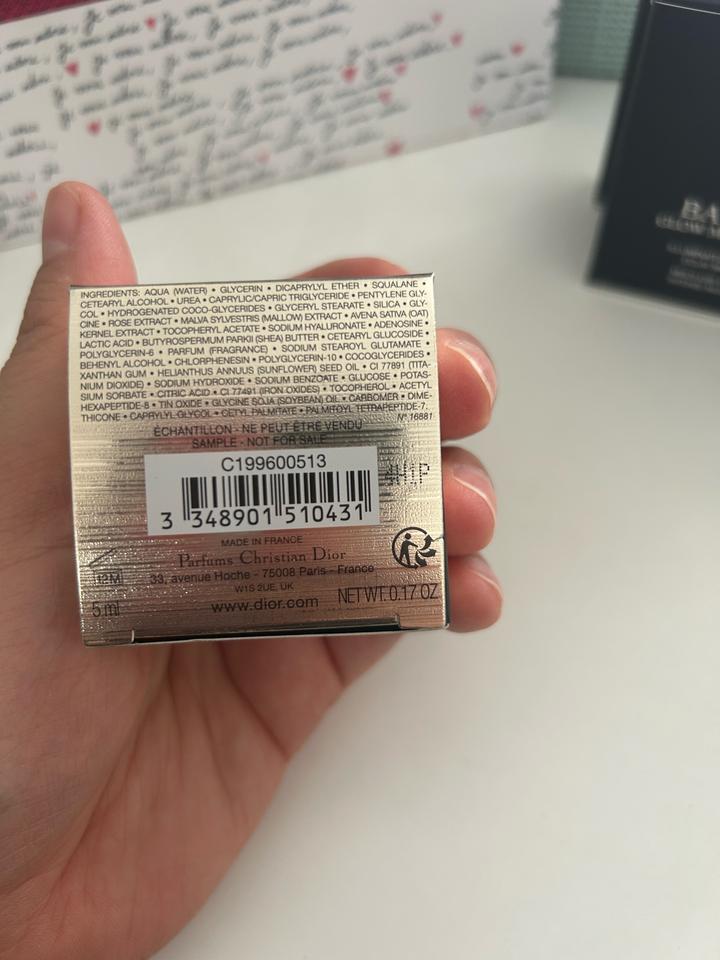 INGREDIENTS: AQUA (WATER) • GLYCERIN • DICAPRYLYL ETHER • SQUALANE •
CETEARYL ALCOHOL • UREA • CAPRYLIC/CAPRIC TRIGLYCERIDE • PENTYLENE GLY-
COL • HYDROGENATED COCO-GLYCERIDES • GLYCERYL STEARATE • SILICA • GLY-
CINE • ROSE EXTRACT • MALVA SYLVESTRIS (MALLOW) EXTRACT • AVENA SATIVA (OAT)
KERNEL EXTRACT • TOCOPHERYL ACETATE • SODIUM HYALURONATE • ADENOSINE •
LACTIC ACID • BUTYROSPERMUM PARKII (SHEA) BUTTER • CETEARYL GLUCOSIDE •
POLYGLYCERIN-6 • PARFUM (FRAGRANCE) • SODIUM STEAROYL GLUTAMATE •
BEHENYL ALCOHOL • CHLORPHENESIN • POLYGLYCERIN-10 • COCOGLYCERIDES •
XANTHAN GUM • HELIANTHUS ANNUUS (SUNFLOWER) SEED OIL • CI 77891 (TITA-
NIUM DIOXIDE) • SODIUM HYDROXIDE • SODIUM BENZOATE • GLUCOSE • POTAS-
SIUM SORBATE • CITRIC ACID • CI 77491 (IRON OXIDES) • TOCOPHEROL • ACETYL
HEXAPEPTIDE-8 • TIN OXIDE • GLYCINE SOJA (SOYBEAN) OIL • CARBOMER • DIME-
THICONE • CAPRYLYL GLYCOL • CETYL PALMITATE • PALMITOYL TETRAPEPTIDE-7.
N° 16881
ÉCHANTILLON - NE PEUT ÊTRE VENDU
SAMPLE - NOT FOR SALE
C199600513
3 348901 510431
MADE IN FRANCE
Parfums Christian Dior
33, avenue Hoche - 75008 Paris - France
W1S 2UE, UK
12M
5 ml
www.dior.com
NET WT. 0.17 OZ